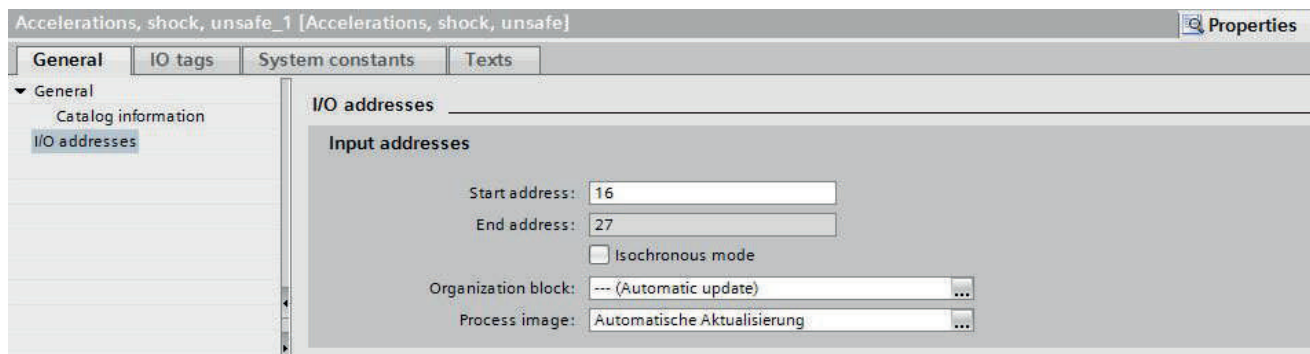 Accelerations, shock, unsafe_1 [Accelerations, shock, unsafe]
Properties
General IO tags System constants Texts
General
Catalog information
I/O addresses
I/O addresses
Input addresses
Start address: 16
End address: 27
Isochronous mode
Organization block: --- (Automatic update) ...
Process image: Automatische Aktualisierung ...